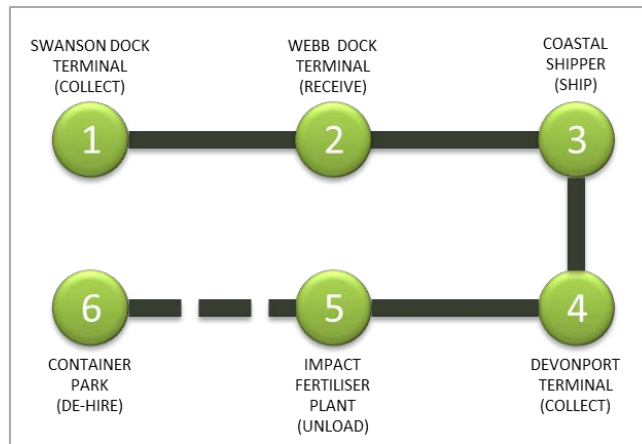 SWANSON DOCK
TERMINAL
(COLLECT)
WEBB DOCK
TERMINAL
(RECEIVE)
COASTAL
SHIPPER
(SHIP)
1
2
3
6
5
4
CONTAINER
PARK
(DE-HIRE)
IMPACT
FERTILISER
PLANT
(UNLOAD)
DEVONPORT
TERMINAL
(COLLECT)